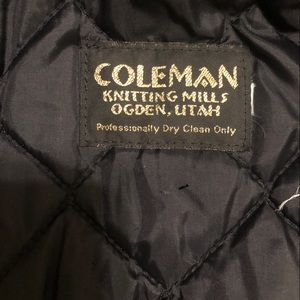 COLEMAN
KNITTING MILLS
OGDEN, UTAH
Professionally Dry Clean Only